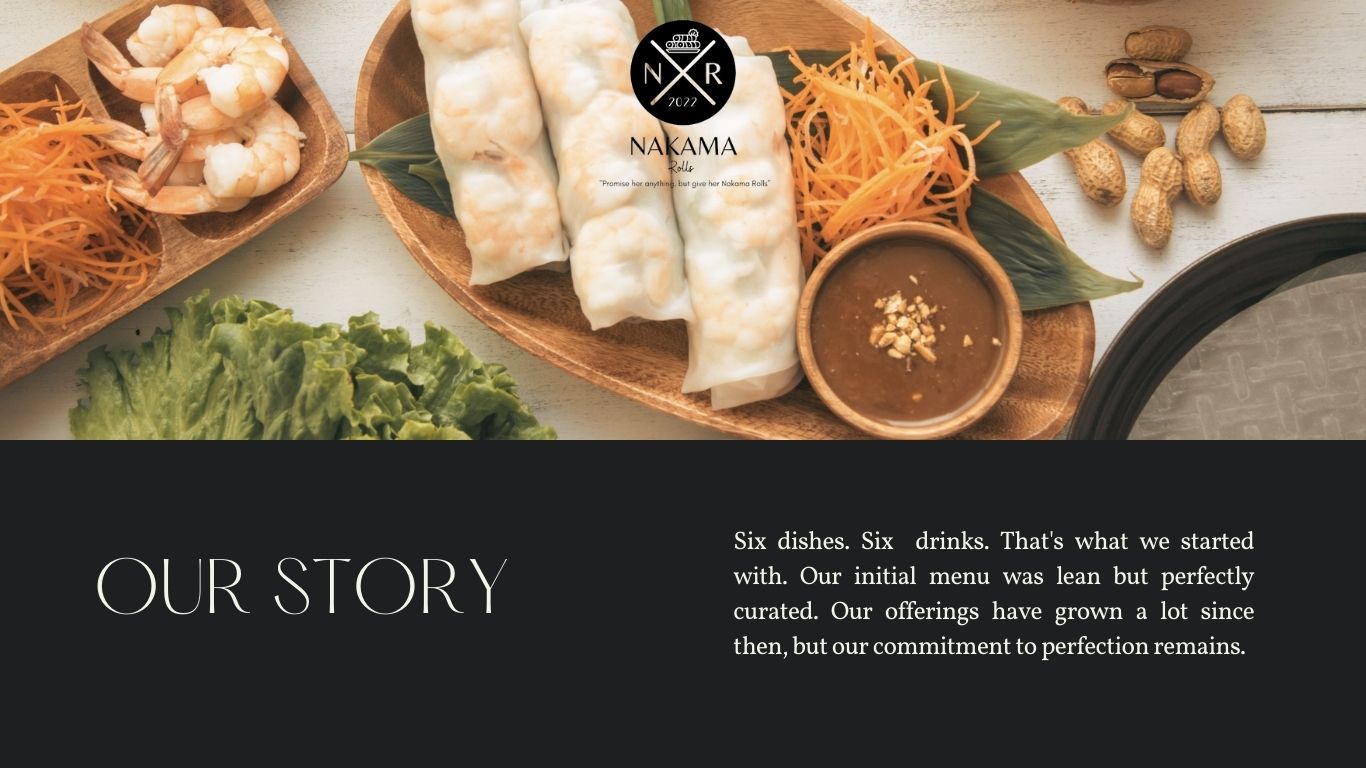 N R
2022
NAKAMA
Rolls
"Promise her anything, but give her Nakama Rolls"
OUR STORY
Six dishes. Six  drinks. That's what we started
with. Our initial menu was lean but perfectly
curated. Our offerings have grown a lot since
then, but our commitment to perfection remains.